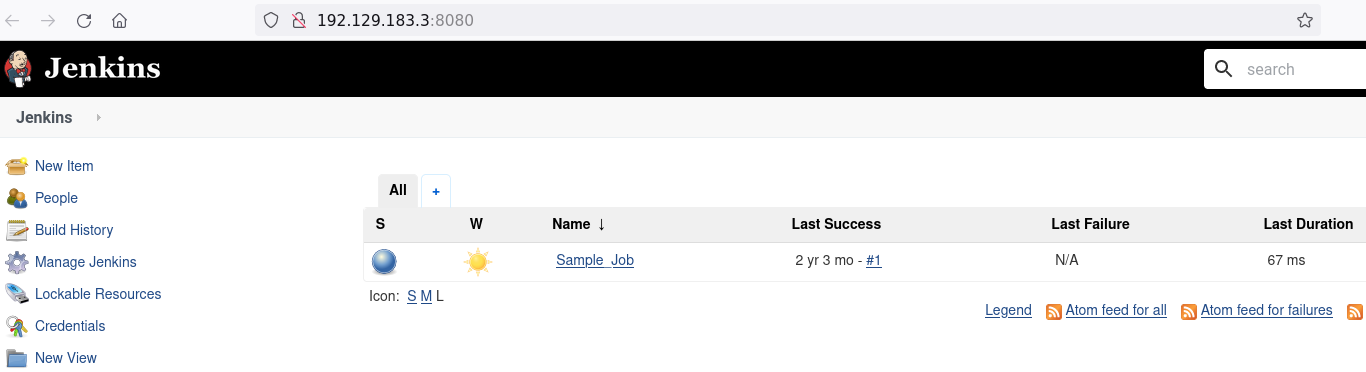 192.129.183.3:8080
Jenkins
search
Jenkins
New Item
People
Build History
Manage Jenkins
Lockable Resources
Credentials
New View
All +
S W Name ↓ Last Success Last Failure Last Duration
Sample_Job 2 yr 3 mo - #1 N/A 67 ms
Icon: S M L
Legend Atom feed for all Atom feed for failures